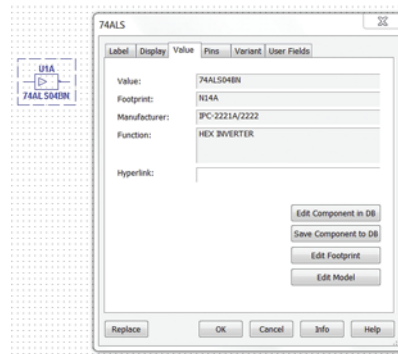 74ALS
Label Display Value Pins Variant User Fields
U1A
74ALS04BN
Value: 74ALS04BN
Footprint: N14A
Manufacturer: IPC-2221A/2222
Function: HEX INVERTER
Hyperlink:
Edit Component in DB
Save Component to DB
Edit Footprint
Edit Model
Replace OK Cancel Info Help